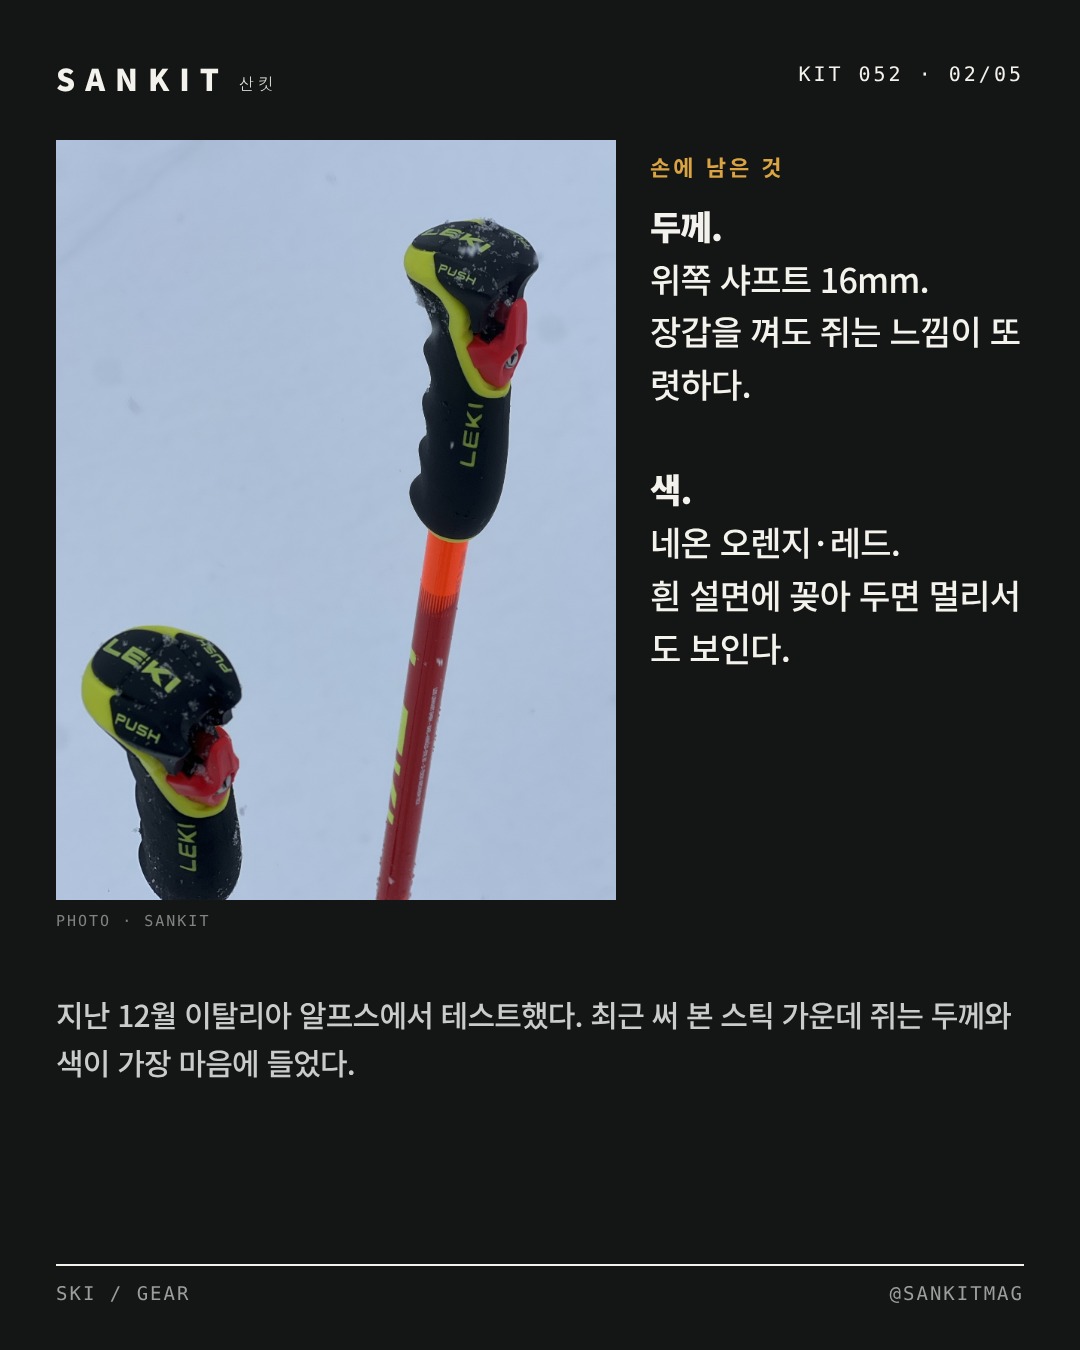 SANKIT 산킷
KIT 052 · 02/05
손에 남은 것
두께.
위쪽 샤프트 16mm.
장갑을 껴도 쥐는 느낌이 또
렷하다.
색.
네온 오렌지·레드.
흰 설면에 꽂아 두면 멀리서
도 보인다.
LEKI
PUSH
LEKI
LEKI
PUSH
PUSH
LEKI
PHOTO · SANKIT
지난 12월 이탈리아 알프스에서 테스트했다. 최근 써 본 스틱 가운데 쥐는 두께와
색이 가장 마음에 들었다.
SKI / GEAR
@SANKITMAG